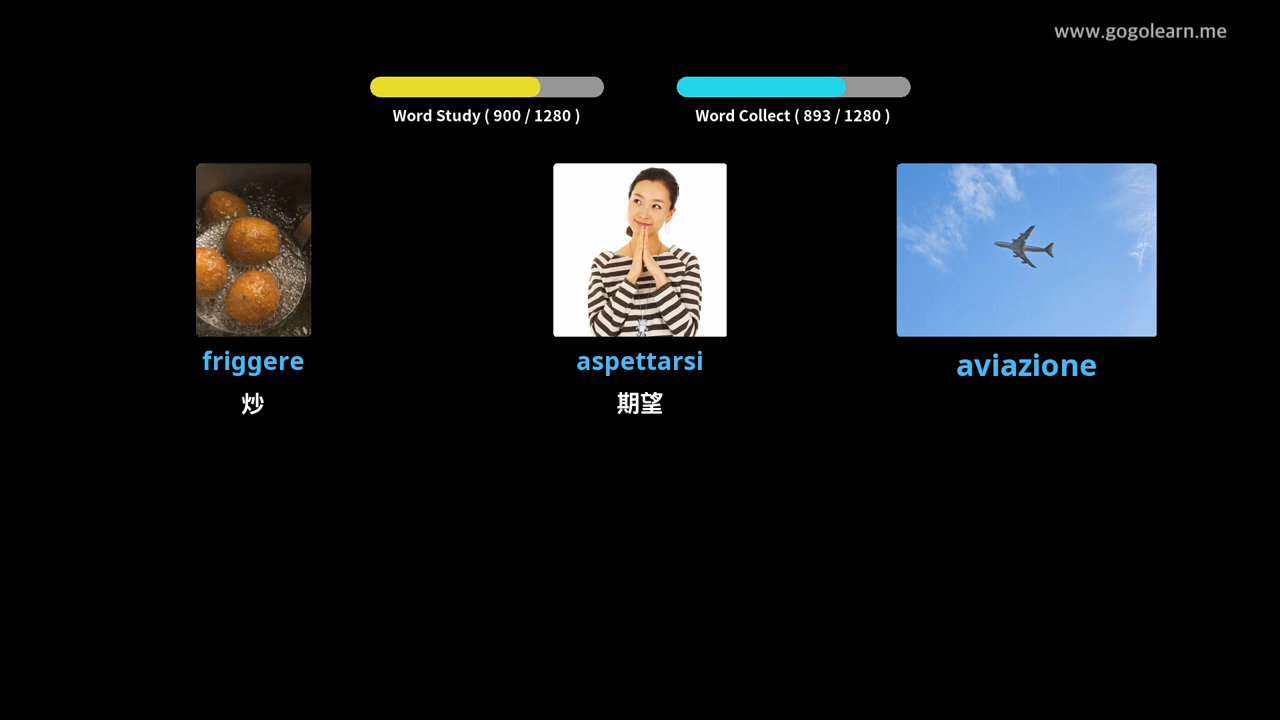 www.gogolearn.me
Word Study ( 900 / 1280 )
Word Collect ( 893 / 1280 )
friggere
炒
aspettarsi
期望
aviazione